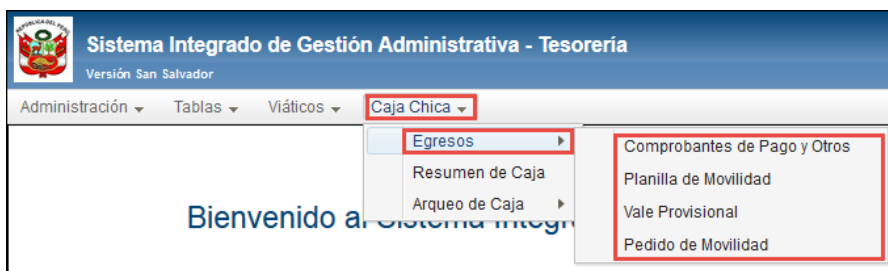 REPUBLICA DEL PERU
Sistema Integrado de Gestión Administrativa - Tesorería
Versión San Salvador
Administración Tablas Viáticos Caja Chica
Egresos
Comprobantes de Pago y Otros
Resumen de Caja
Planilla de Movilidad
Arqueo de Caja
Vale Provisional
Pedido de Movilidad
Bienvenido al Sistema Integr